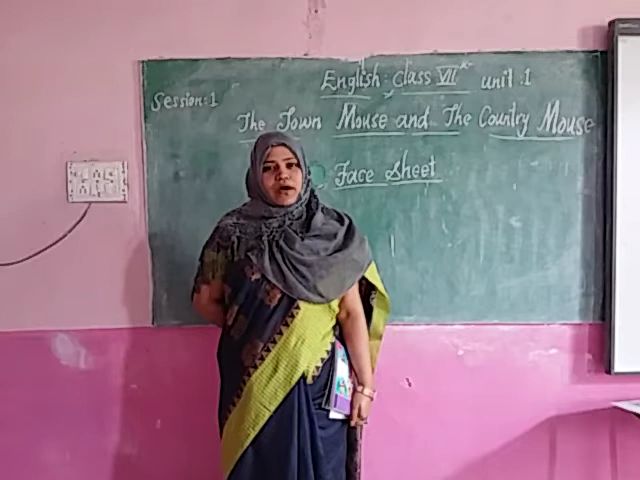 English : Class VII unit : 1
Session : 1
The Town Mouse and The Country Mouse
Face Sheet